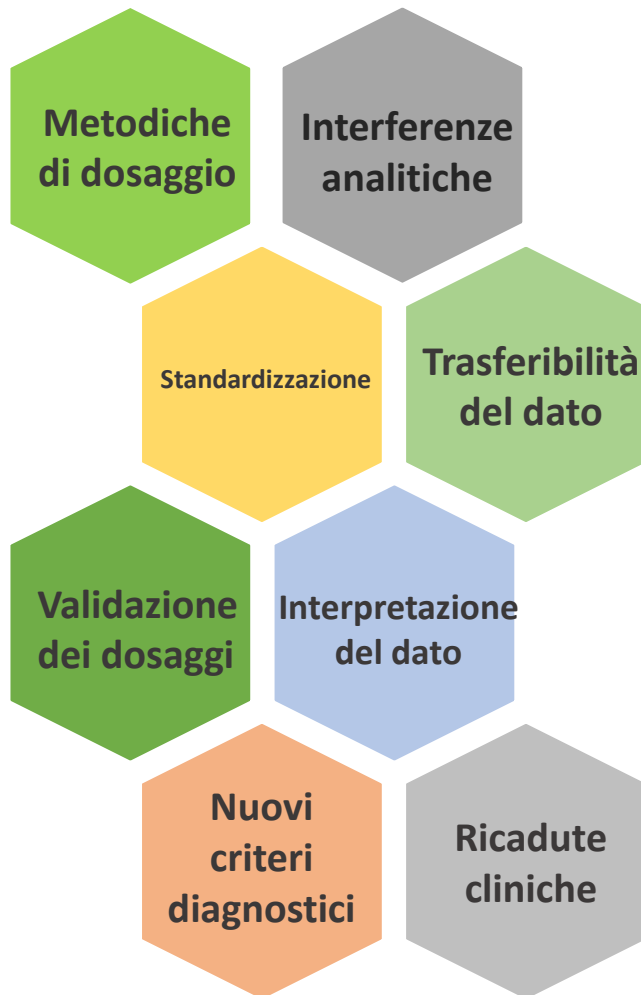 Metodiche
di dosaggio
Interferenze
analitiche
Standardizzazione
Trasferibilità
del dato
Validazione
dei dosaggi
Interpretazione
del dato
Nuovi
criteri
diagnostici
Ricadute
cliniche